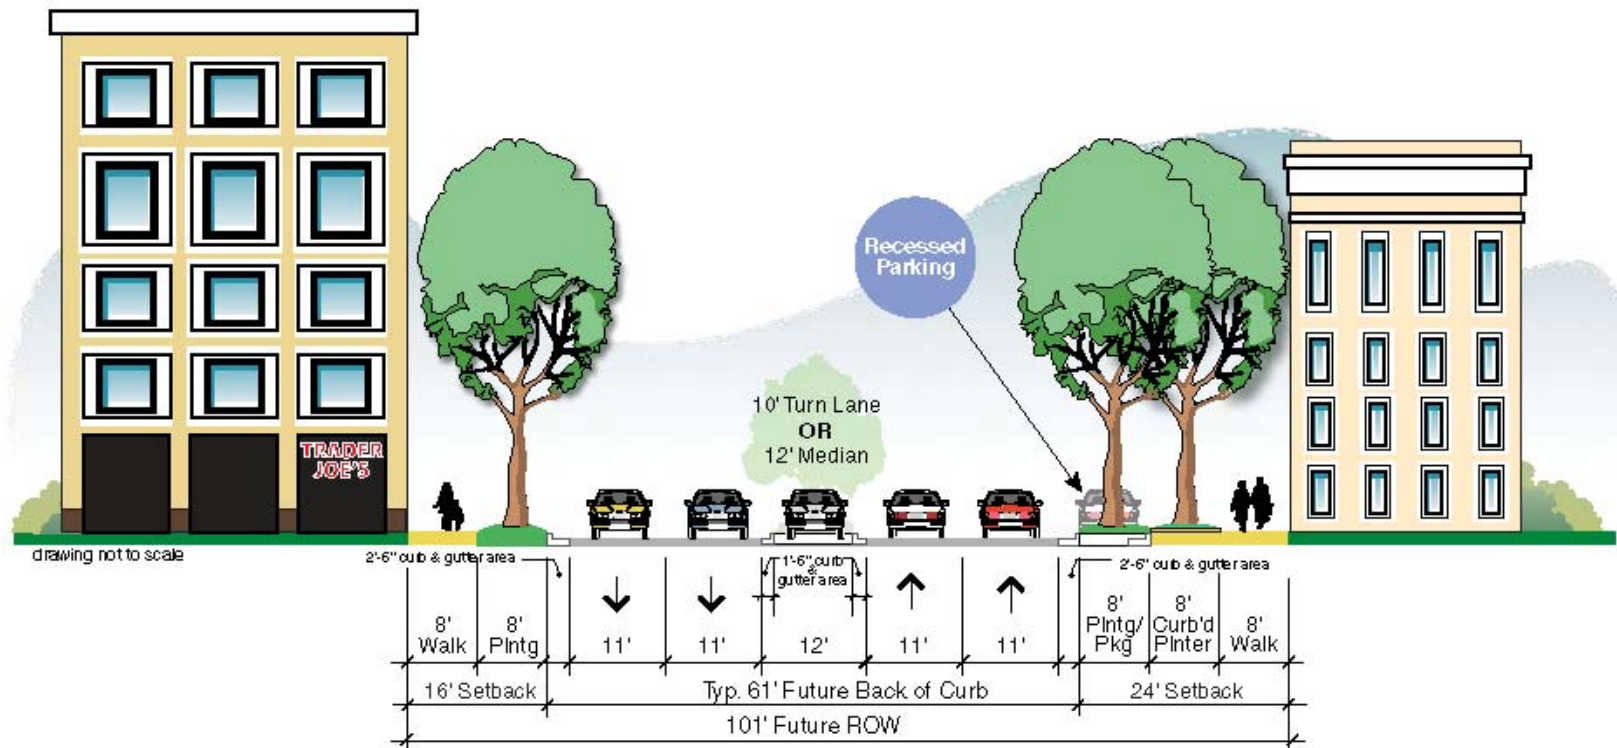 Recessed
Parking
10' Turn Lane
OR
12' Median
TRADER
JOE'S
drawing not to scale
2'-6" curb & gutter area
1'-6" curb
&
gutter area
2'-6" curb & gutter area
8'
Walk
8'
Plntg
11'
11'
12'
11'
11'
8'
Plntg/
Pkg
8'
Curb'd
Plnter
8'
Walk
16' Setback
Typ. 61' Future Back of Curb
24' Setback
101' Future ROW